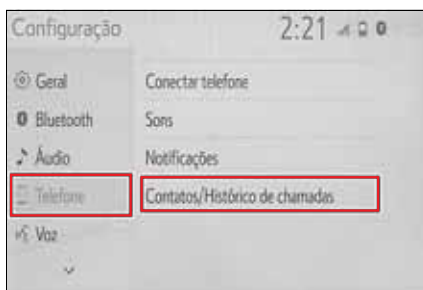 Configuração 2:21
Geral
Conectar telefone
Bluetooth
Sons
Áudio
Notificações
Telefone
Contatos/Histórico de chamadas
Voz